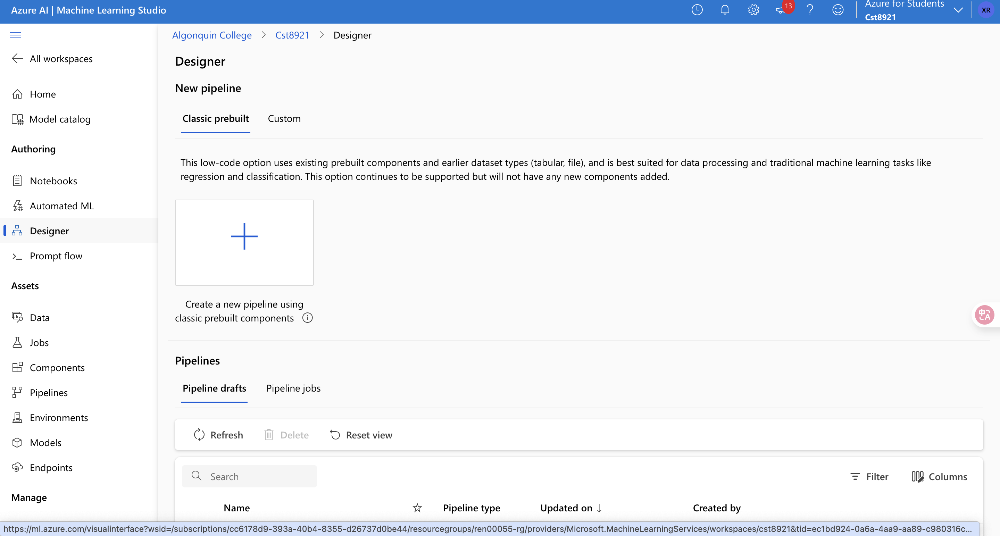 Azure AI | Machine Learning Studio
13
Azure for Students
Cst8921
XR
All workspaces
Home
Model catalog
Authoring
Notebooks
Automated ML
Designer
Prompt flow
Assets
Data
Jobs
Components
Pipelines
Environments
Models
Endpoints
Manage
Algonquin College > Cst8921 > Designer
Designer
New pipeline
Classic prebuilt Custom
This low-code option uses existing prebuilt components and earlier dataset types (tabular, file), and is best suited for data processing and traditional machine learning tasks like
regression and classification. This option continues to be supported but will not have any new components added.
Create a new pipeline using
classic prebuilt components
中A
Pipelines
Pipeline drafts Pipeline jobs
Refresh Delete Reset view
Search
Filter Columns
Name Pipeline type Updated on ↓ Created by
https://ml.azure.com/visualinterface?wsid=/subscriptions/cc6178d9-393a-40b4-8355-d26737d0be44/resourcegroups/ren00055-rg/providers/Microsoft.MachineLearningServices/workspaces/cst8921&tid=ec1bd924-0a6a-4aa9-aa89-c980316c...